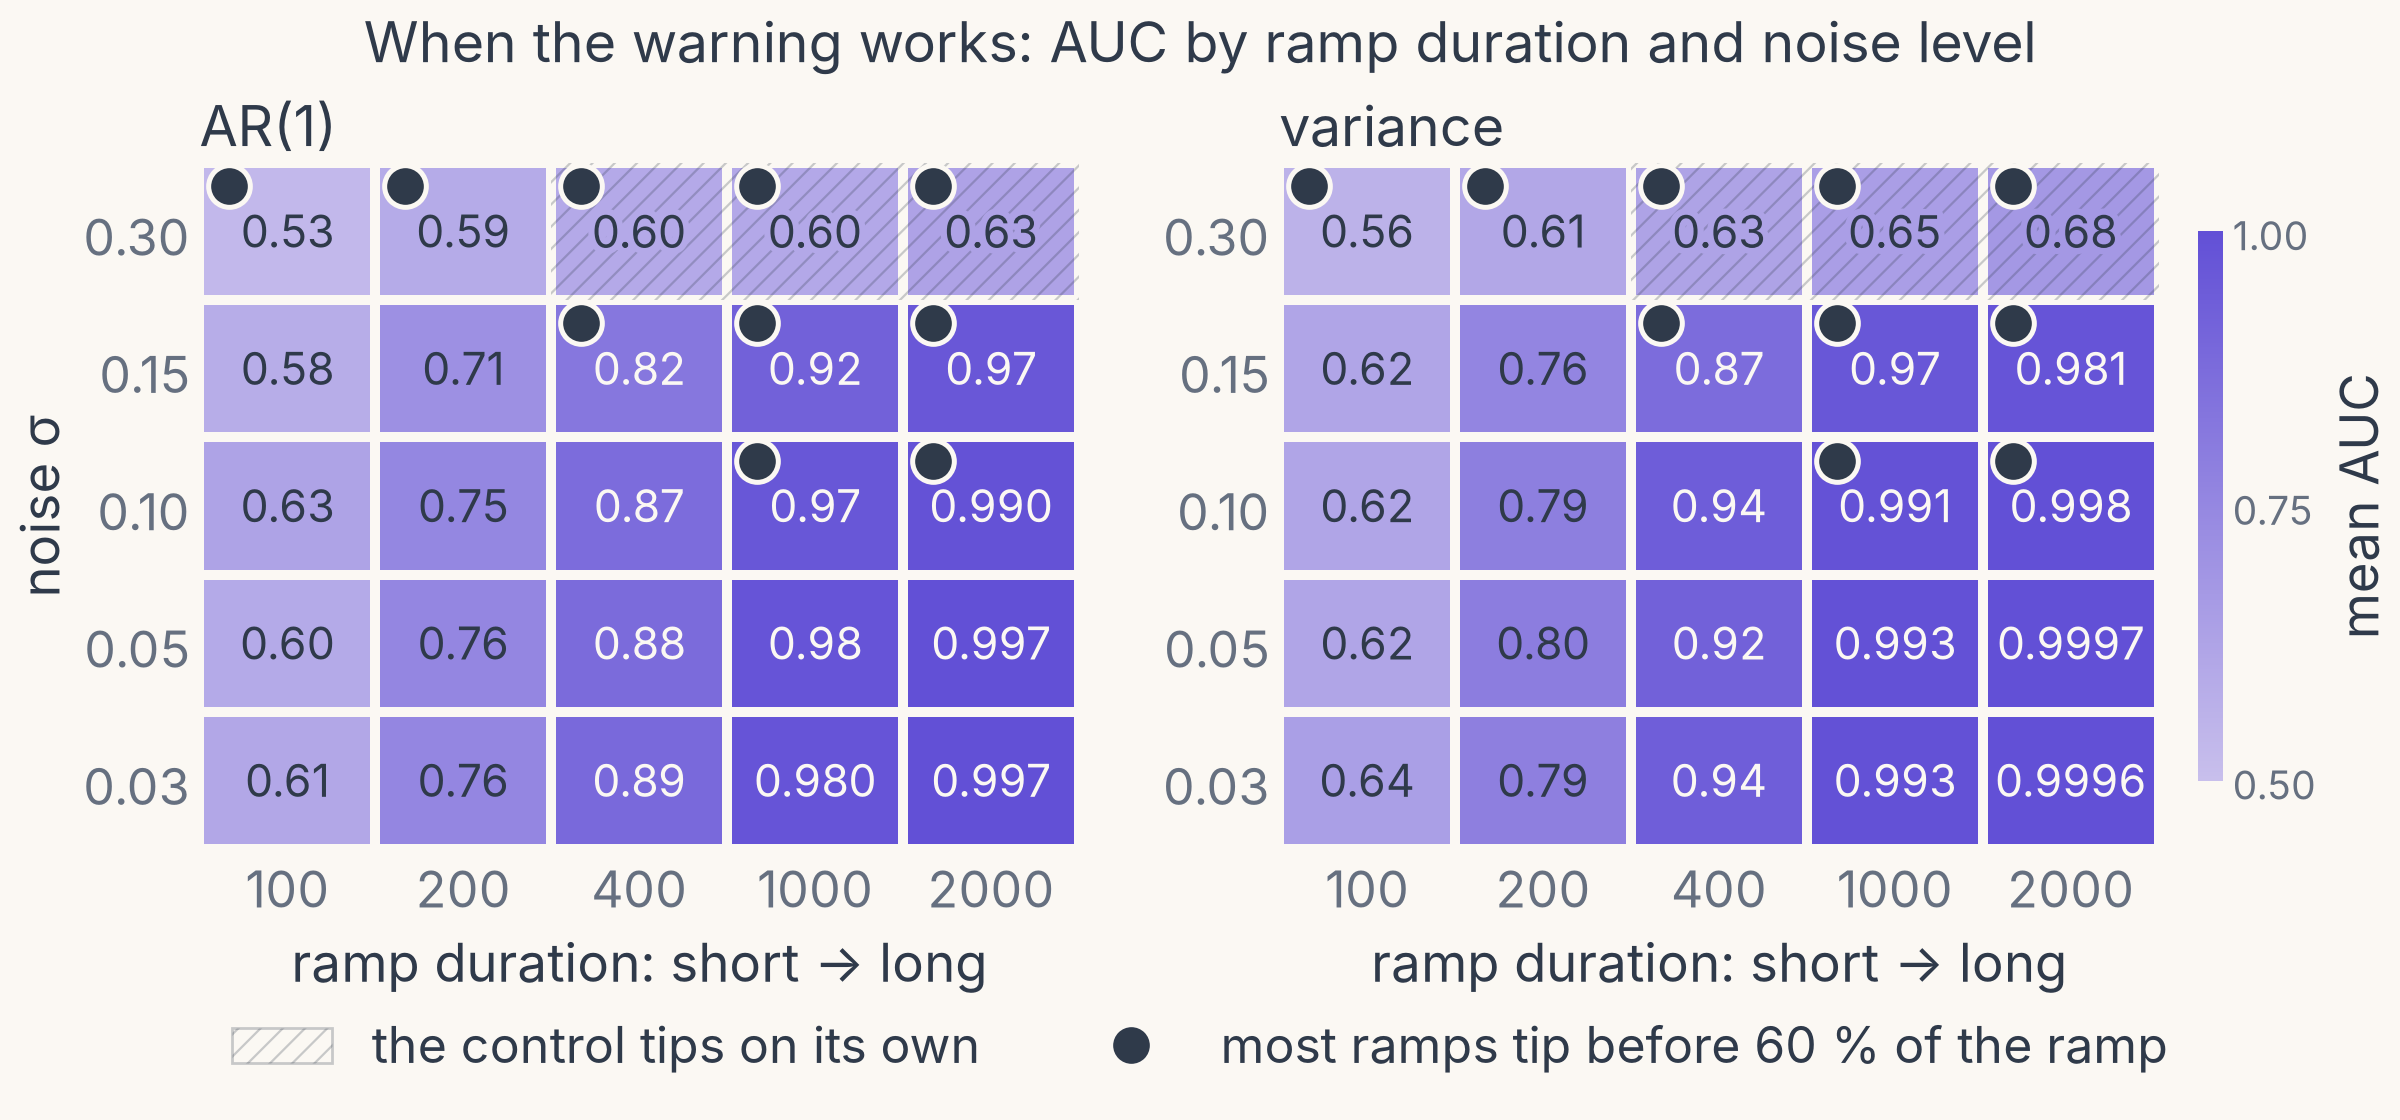 When the warning works: AUC by ramp duration and noise level
AR(1)
variance
noise σ
0.30 0.53 0.59 0.60 0.60 0.63
0.15 0.58 0.71 0.82 0.92 0.97
0.10 0.63 0.75 0.87 0.97 0.990
0.05 0.60 0.76 0.88 0.98 0.997
0.03 0.61 0.76 0.89 0.980 0.997
100 200 400 1000 2000
ramp duration: short → long
0.30 0.56 0.61 0.63 0.65 0.68
0.15 0.62 0.76 0.87 0.97 0.981
0.10 0.62 0.79 0.94 0.991 0.998
0.05 0.62 0.80 0.92 0.993 0.9997
0.03 0.64 0.79 0.94 0.993 0.9996
100 200 400 1000 2000
ramp duration: short → long
1.00
0.75
0.50
mean AUC
the control tips on its own
most ramps tip before 60 % of the ramp